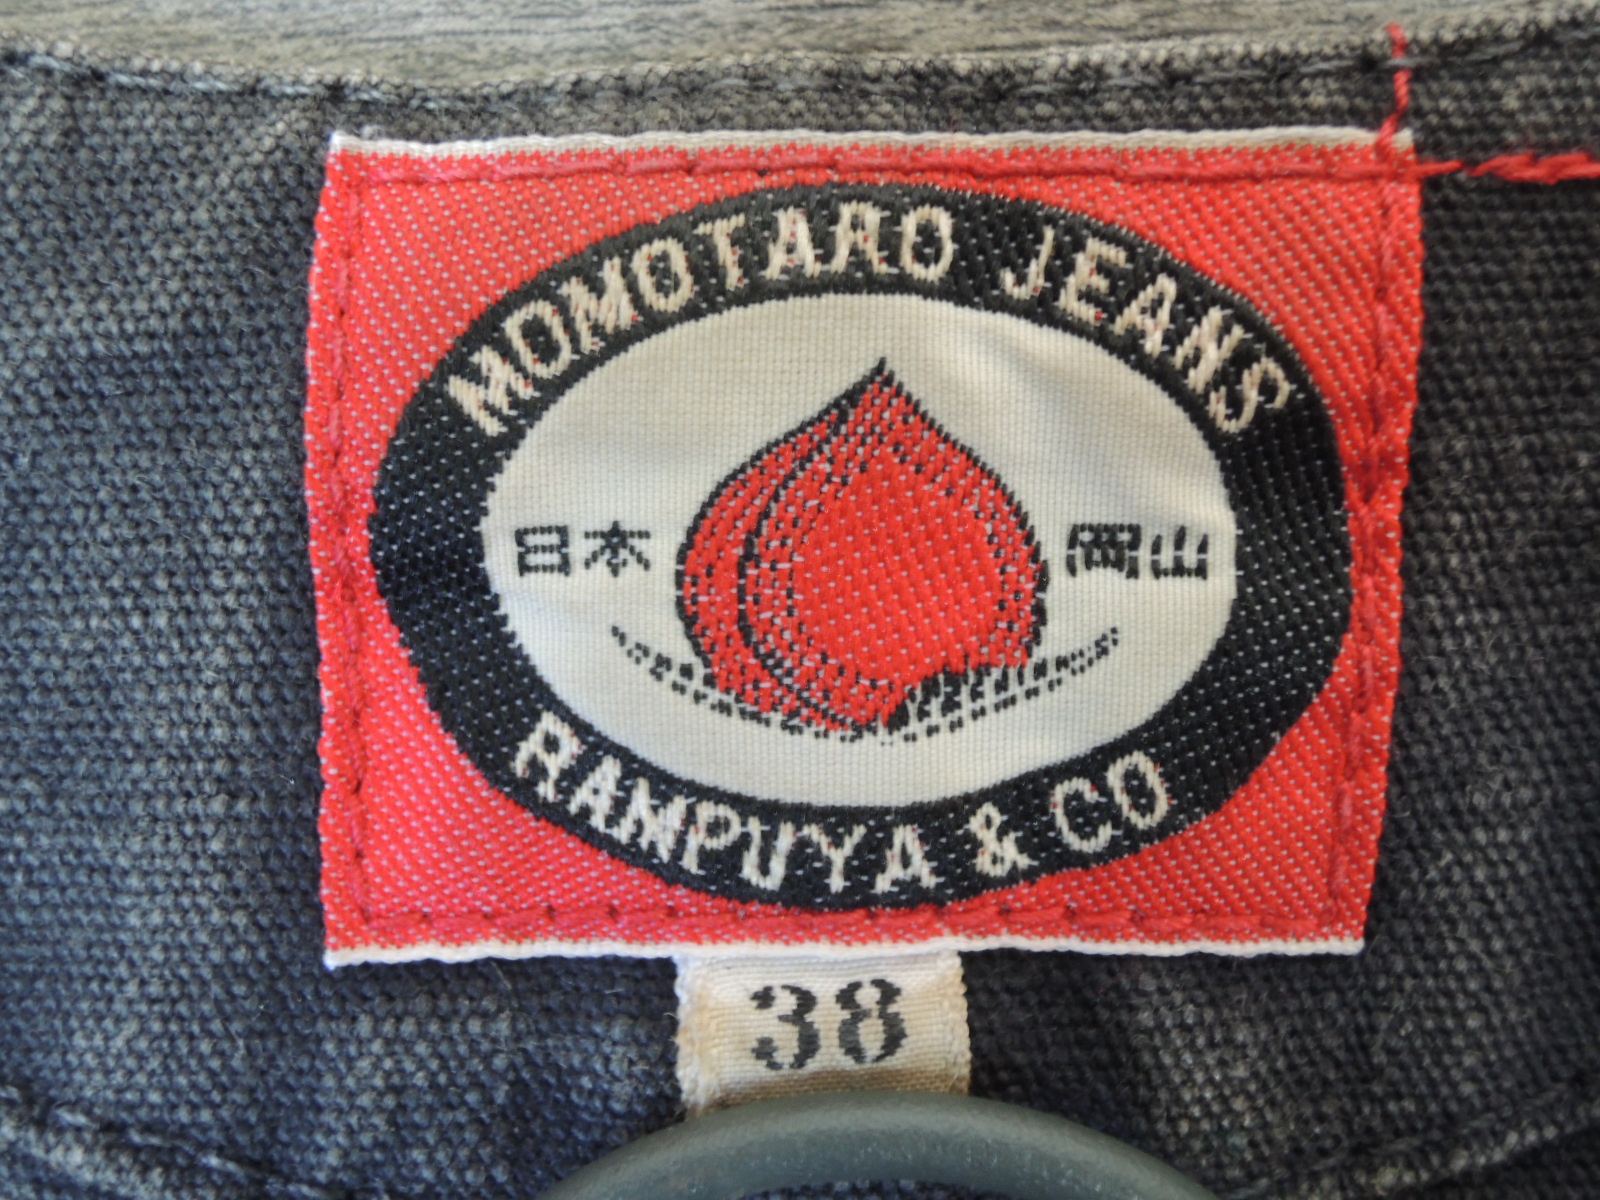 MOMOTARO JEANS
日本 岡山
RAMPUYA & CO
38